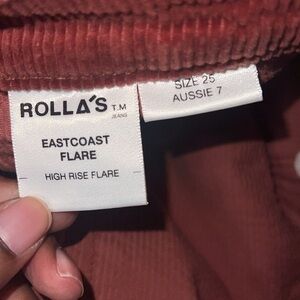 ROLLA'S T.M
JEANS
EASTCOAST
FLARE
HIGH RISE FLARE
SIZE 25
AUSSIE 7